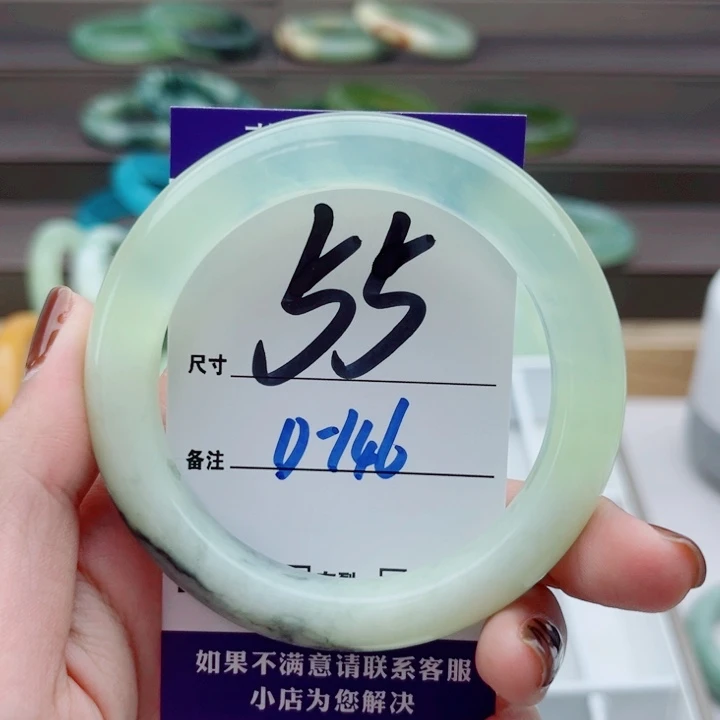 尺寸 55
备注 0-146
如果不满意请联系客服
小店为您解决